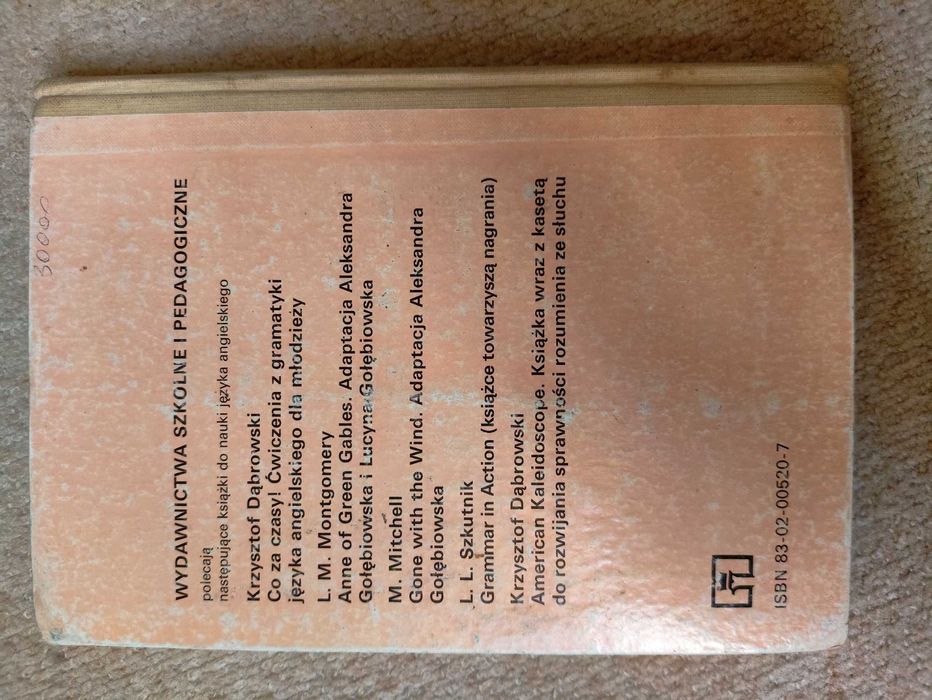 30000
WYDAWNICTWA SZKOLNE I PEDAGOGICZNE
polecają
następujące książki do nauki języka angielskiego
Krzysztof Dąbrowski
Co za czasy! Ćwiczenia z gramatyki
języka angielskiego dla młodzieży
L. M. Montgomery
Anne of Green Gables. Adaptacja Aleksandra
Gołębiowska i Lucyna Gołębiowska
M. Mitchell
Gone with the Wind. Adaptacja Aleksandra
Gołębiowska
L. L. Szkutnik
Grammar in Action (książce towarzyszą nagrania)
Krzysztof Dąbrowski
American Kaleidoscope. Książka wraz z kasetą
do rozwijania sprawności rozumienia ze słuchu
ISBN 83-02-00520-7